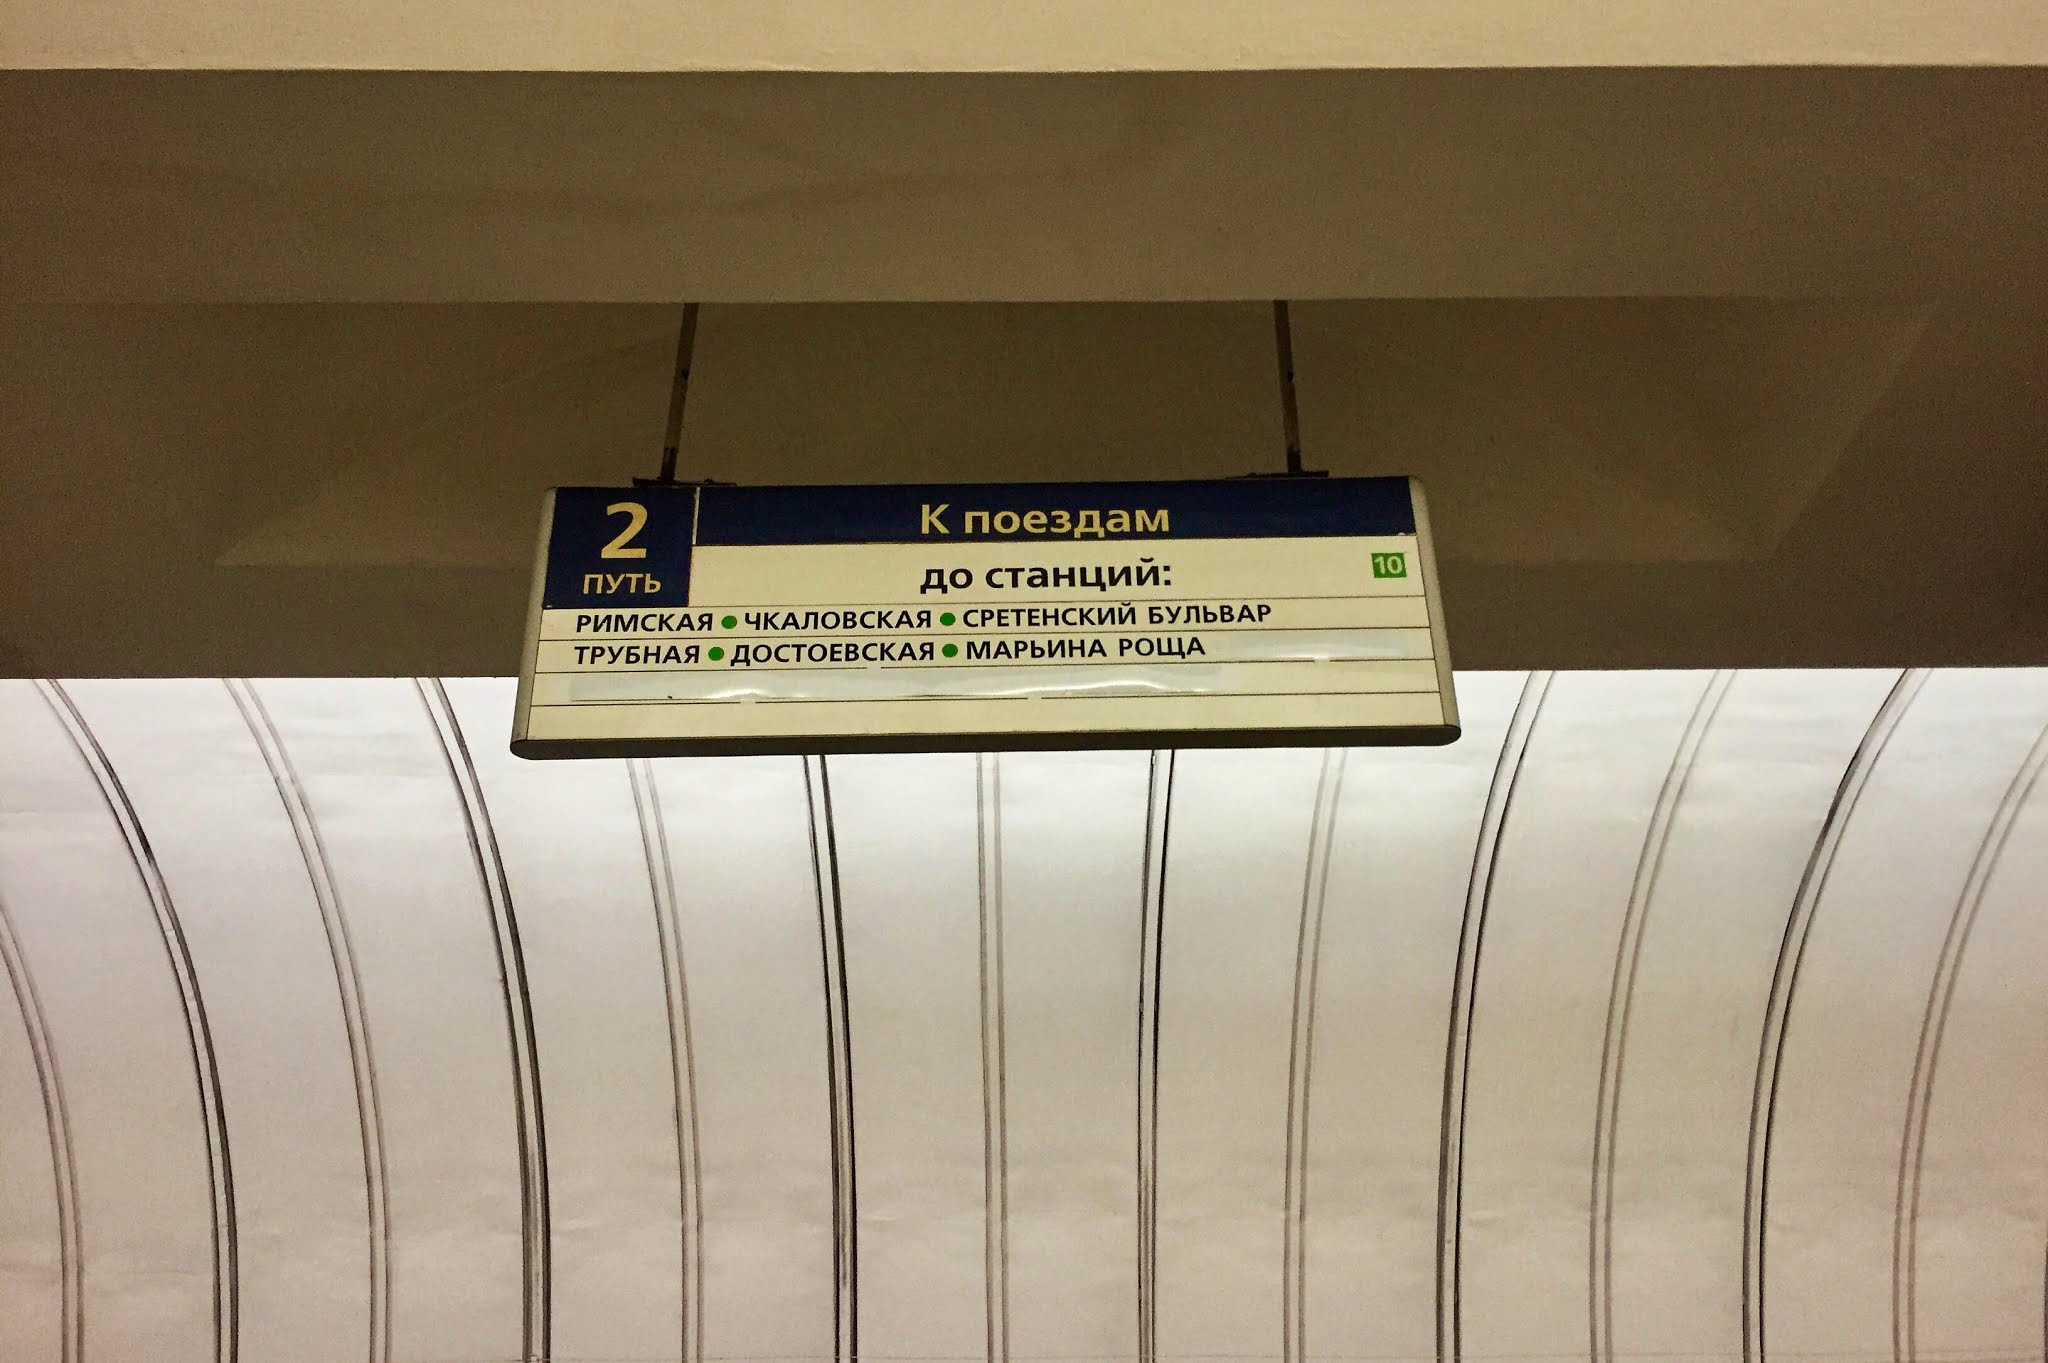 2
ПУТЬ
К поездам
до станций:
10
РИМСКАЯ ● ЧКАЛОВСКАЯ ● СРЕТЕНСКИЙ БУЛЬВАР
ТРУБНАЯ ● ДОСТОЕВСКАЯ ● МАРЬИНА РОЩА